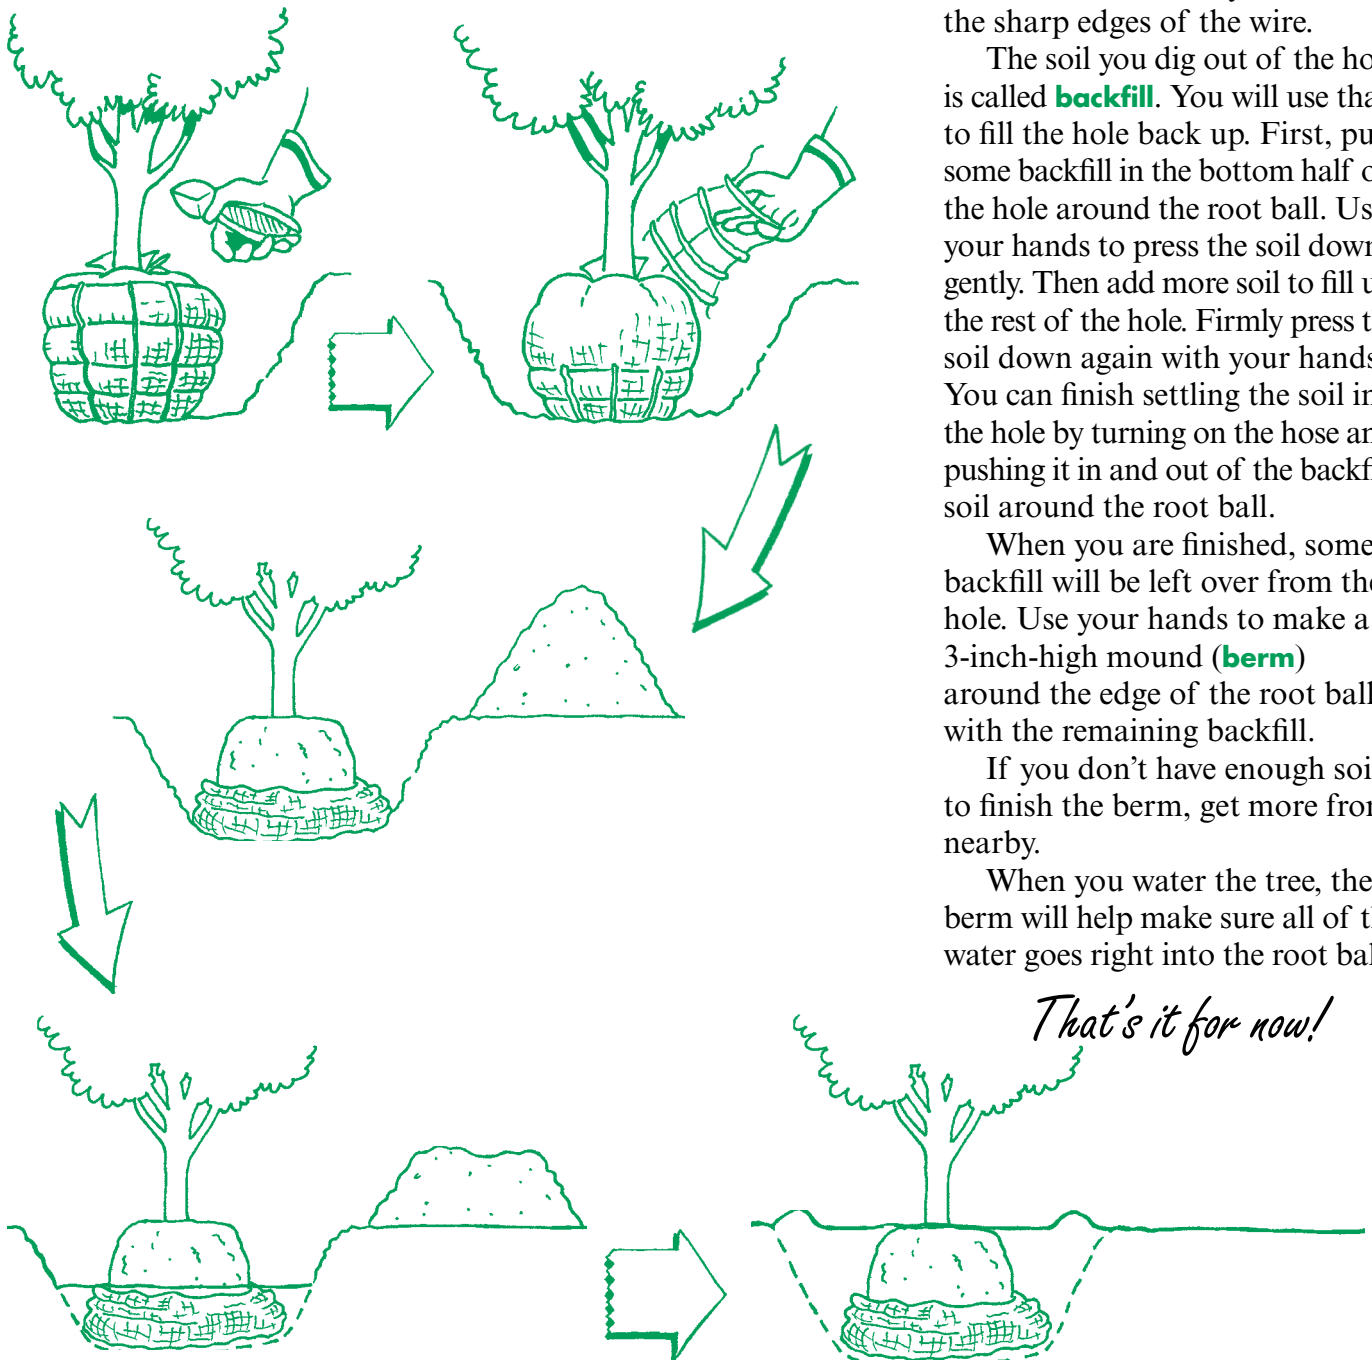 the sharp edges of the wire.
The soil you dig out of the ho
is called backfill. You will use tha
to fill the hole back up. First, pu
some backfill in the bottom half o
the hole around the root ball. Us
your hands to press the soil down
gently. Then add more soil to fill u
the rest of the hole. Firmly press t
soil down again with your hands
You can finish settling the soil in
the hole by turning on the hose an
pushing it in and out of the backfi
soil around the root ball.
When you are finished, some
backfill will be left over from the
hole. Use your hands to make a
3-inch-high mound (berm)
around the edge of the root ball
with the remaining backfill.
If you don’t have enough soi
to finish the berm, get more fro
nearby.
When you water the tree, the
berm will help make sure all of t
water goes right into the root bal
That's it for now!